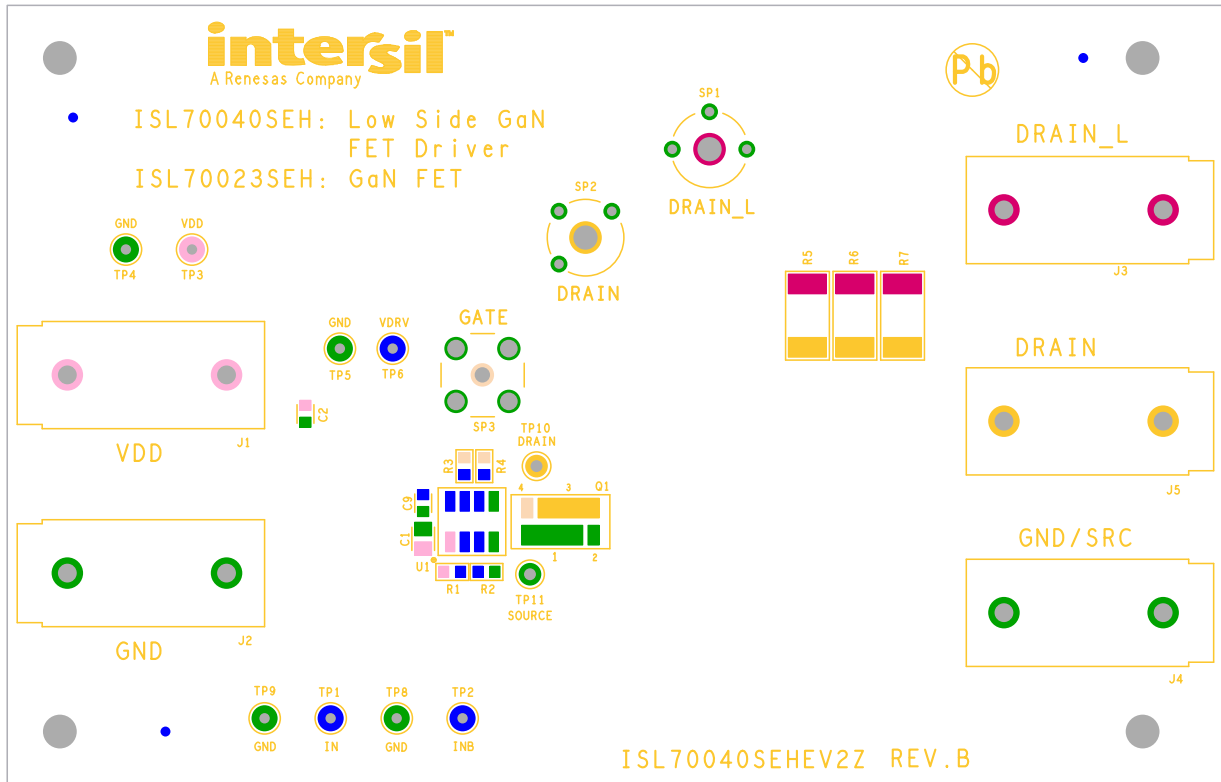 intersil™
A Renesas Company
Pb
ISL70040SEH: Low Side GaN
FET Driver
ISL70023SEH: GaN FET
SP1
DRAIN_L
SP2
DRAIN
DRAIN_L
J3
GND
TP4
VDD
TP3
R5
R6
R7
GATE
SP3
GND
TP5
VDRV
TP6
DRAIN
J5
J1
VDD
C2
TP10
DRAIN
R3
R4
C9
C1
U1
4
3
Q1
1
2
R1
R2
TP11
SOURCE
GND/SRC
J4
J2
GND
TP9
GND
TP1
IN
TP8
GND
TP2
INB
ISL70040SEHEV2Z REV.B